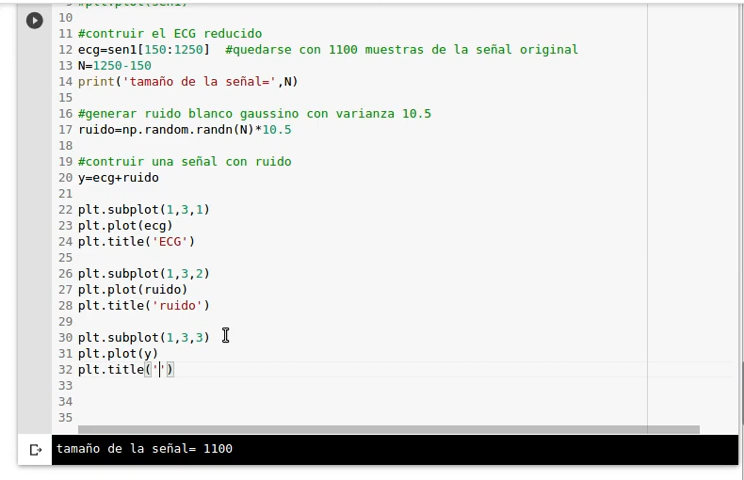 9 #plt.plot(sen1)
10
11 #contruir el ECG reducido
12 ecg=sen1[150:1250]  #quedarse con 1100 muestras de la señal original
13 N=1250-150
14 print('tamaño de la señal=',N)
15
16 #generar ruido blanco gaussino con varianza 10.5
17 ruido=np.random.randn(N)*10.5
18
19 #contruir una señal con ruido
20 y=ecg+ruido
21
22 plt.subplot(1,3,1)
23 plt.plot(ecg)
24 plt.title('ECG')
25
26 plt.subplot(1,3,2)
27 plt.plot(ruido)
28 plt.title('ruido')
29
30 plt.subplot(1,3,3)
31 plt.plot(y)
32 plt.title('')
33
34
35
tamaño de la señal= 1100